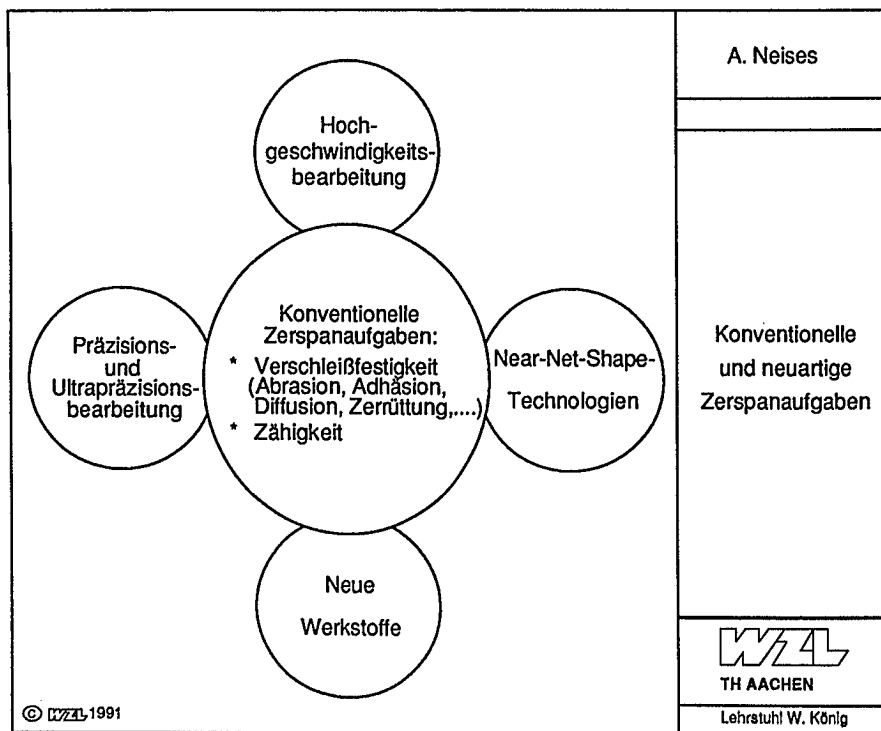 Hoch-
geschwindigkeits-
bearbeitung
Präzisions-
und
Ultrapräzisions-
bearbeitung
Konventionelle
Zerspanaufgaben:
* Verschleißfestigkeit
(Abrasion, Adhäsion,
Diffusion, Zerrüttung,....)
* Zähigkeit
Near-Net-Shape-
Technologien
Neue
Werkstoffe
© WZL 1991
A. Neises
Konventionelle
und neuartige
Zerspanaufgaben
WZL
TH AACHEN
Lehrstuhl W. König